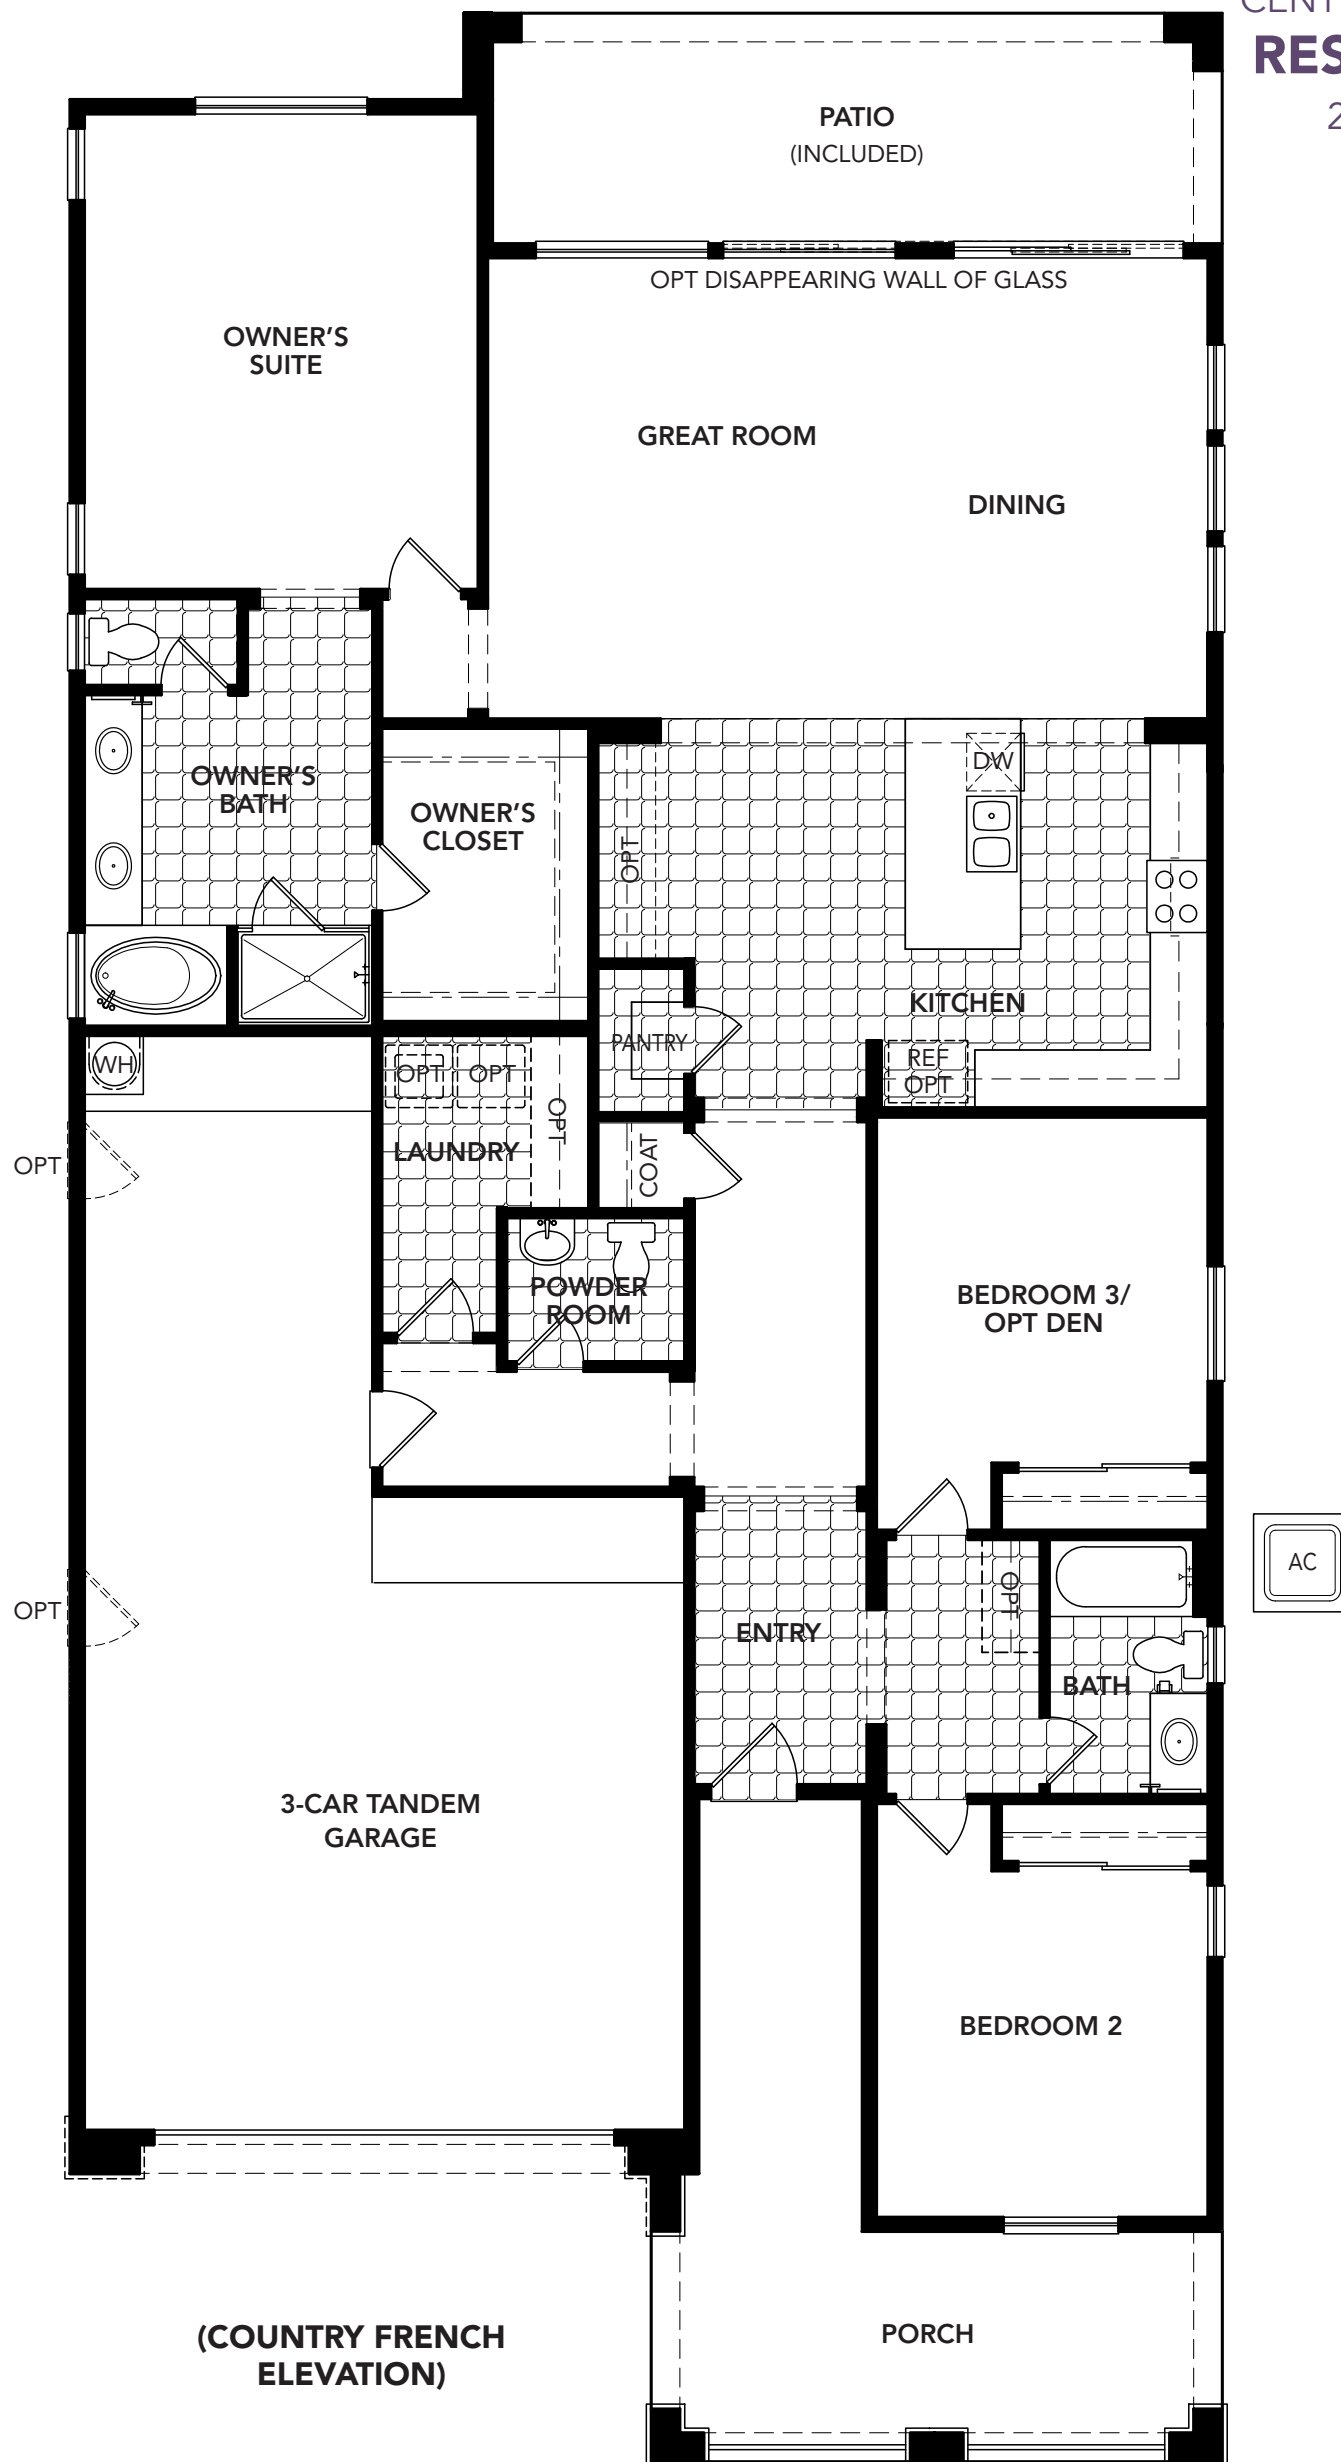 PATIO
(INCLUDED)
OPT DISAPPEARING WALL OF GLASS
OWNER'S
SUITE
GREAT ROOM
DINING
OWNER'S
BATH
OWNER'S
CLOSET
OPT
DW
KITCHEN
PANTRY
REF
OPT
WH
OPT
OPT
OPT
LAUNDRY
COAT
OPT
POWDER
ROOM
BEDROOM 3/
OPT DEN
OPT
AC
OPT
ENTRY
BATH
3-CAR TANDEM
GARAGE
BEDROOM 2
PORCH
(COUNTRY FRENCH
ELEVATION)